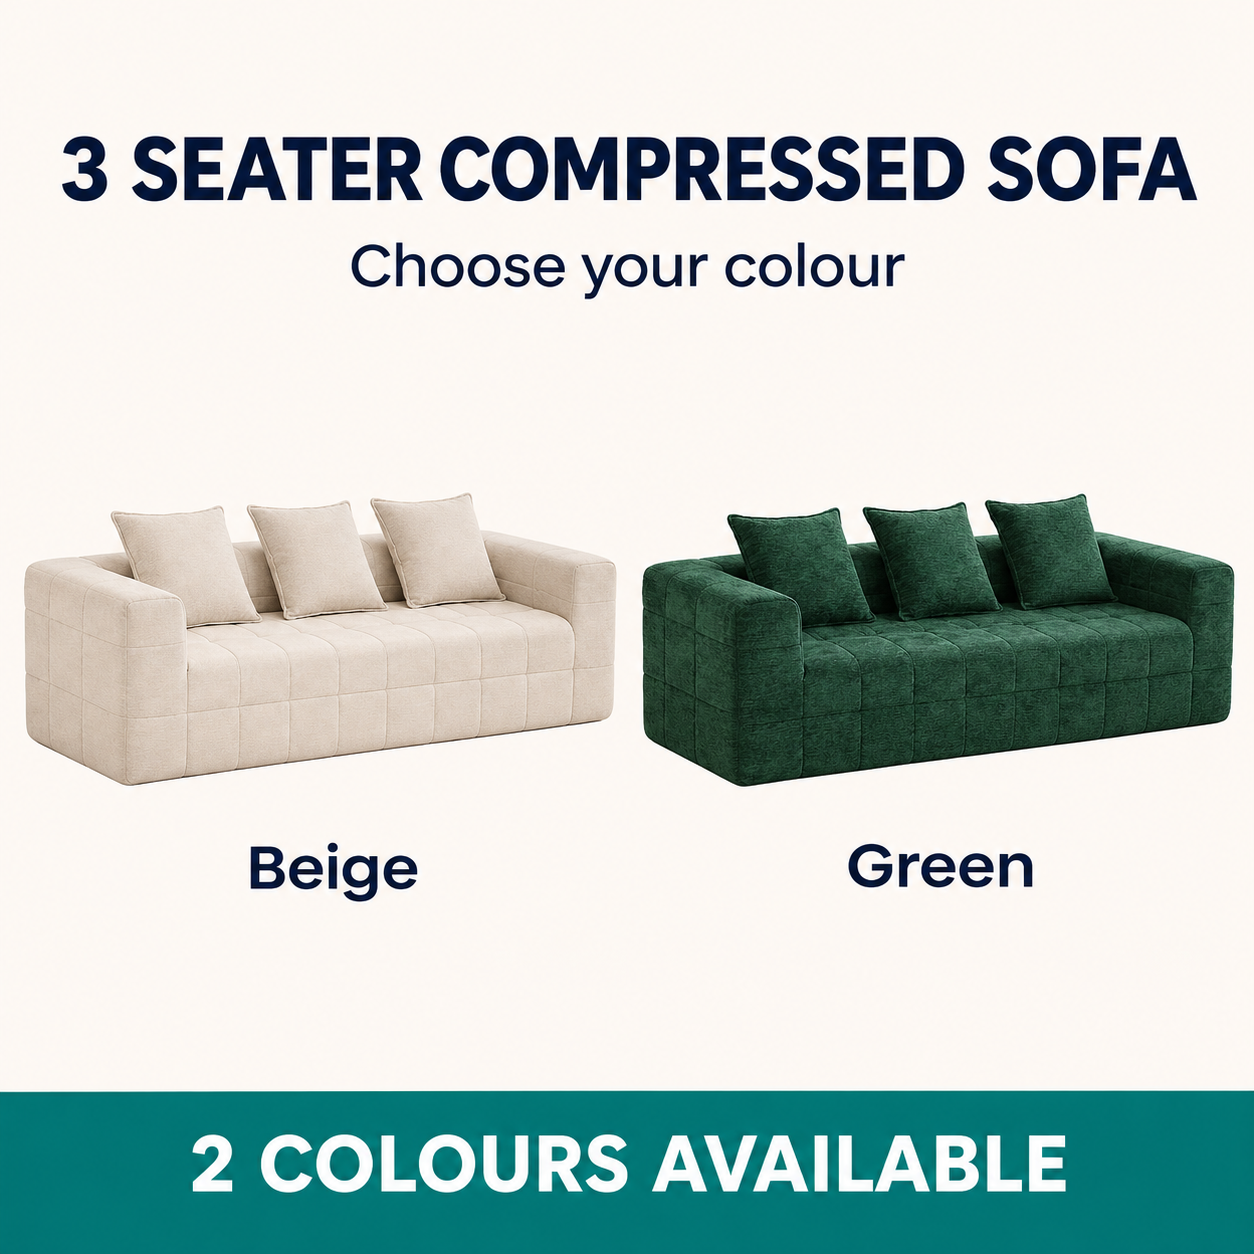 3 SEATER COMPRESSED SOFA
Choose your colour
Beige
Green
2 COLOURS AVAILABLE